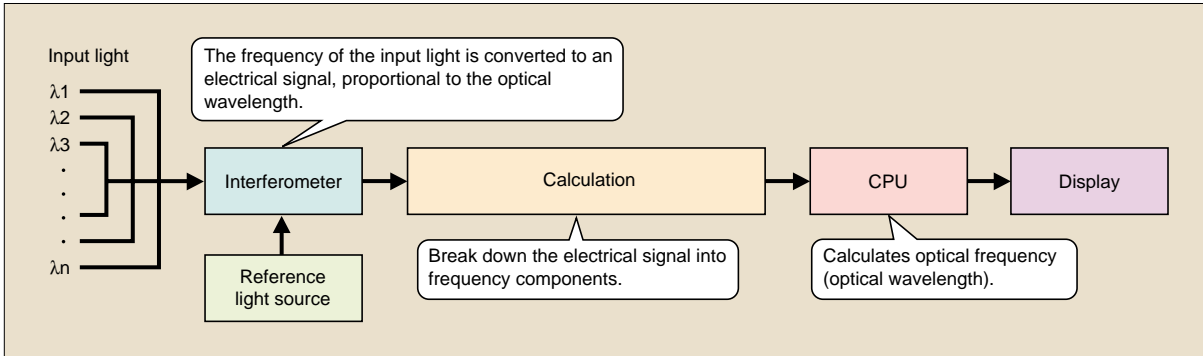 Input light
λ1
λ2
λ3
.
.
.
.
λn
The frequency of the input light is converted to an
electrical signal, proportional to the optical
wavelength.
Interferometer
Calculation
CPU
Display
Reference
light source
Break down the electrical signal into
frequency components.
Calculates optical frequency
(optical wavelength).